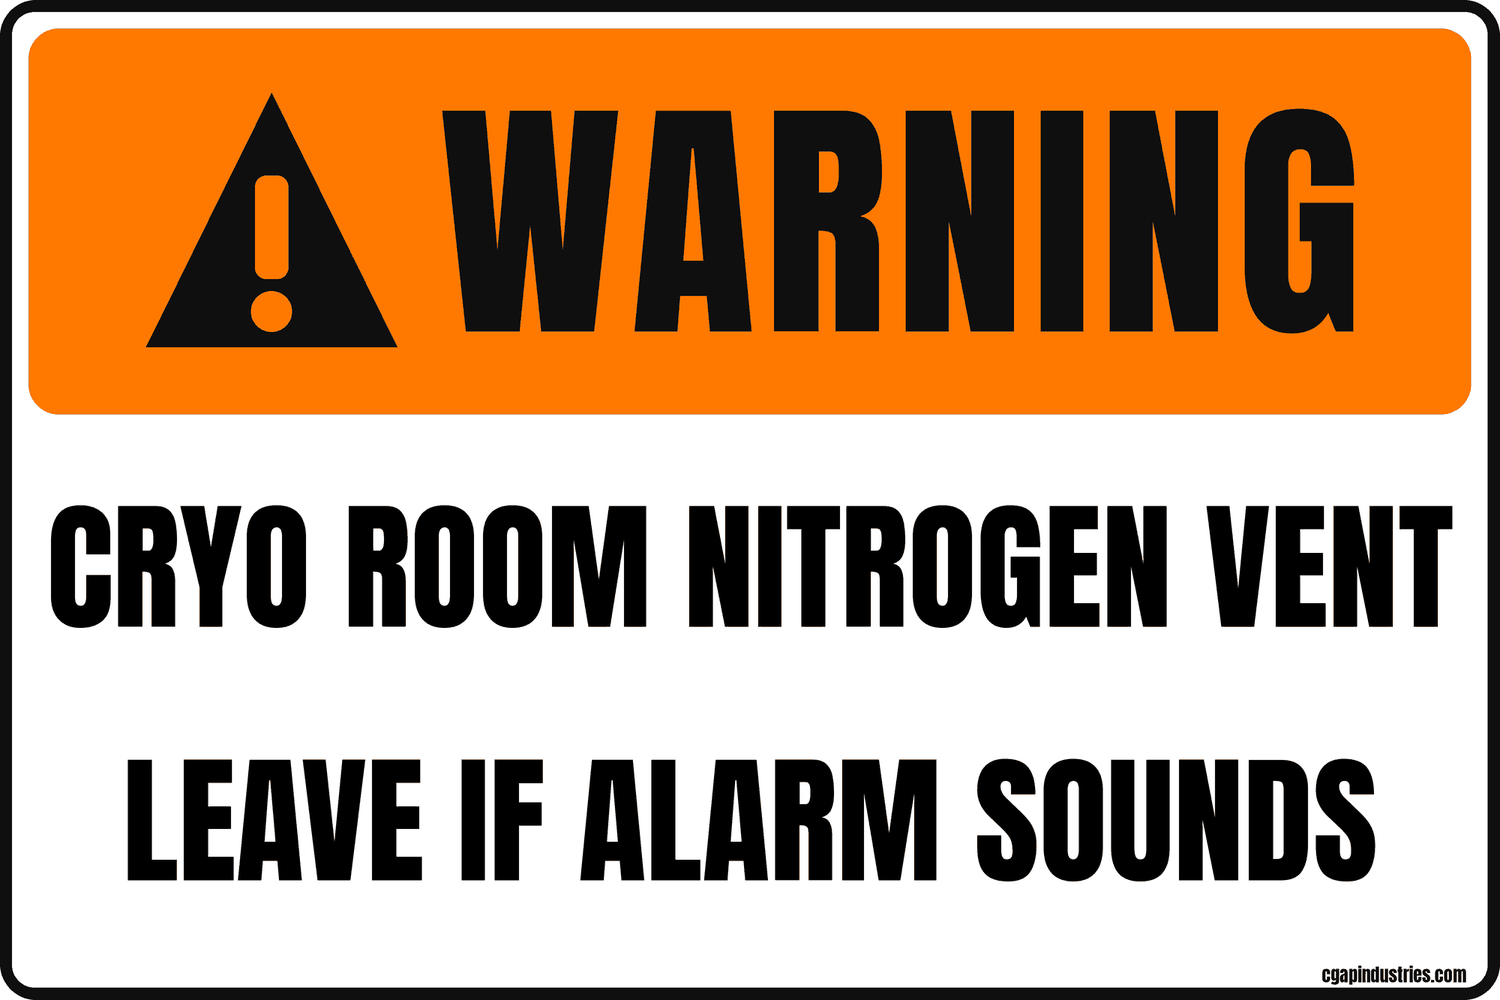 WARNING
CRYO ROOM NITROGEN VENT
LEAVE IF ALARM SOUNDS
cgapindustries.com